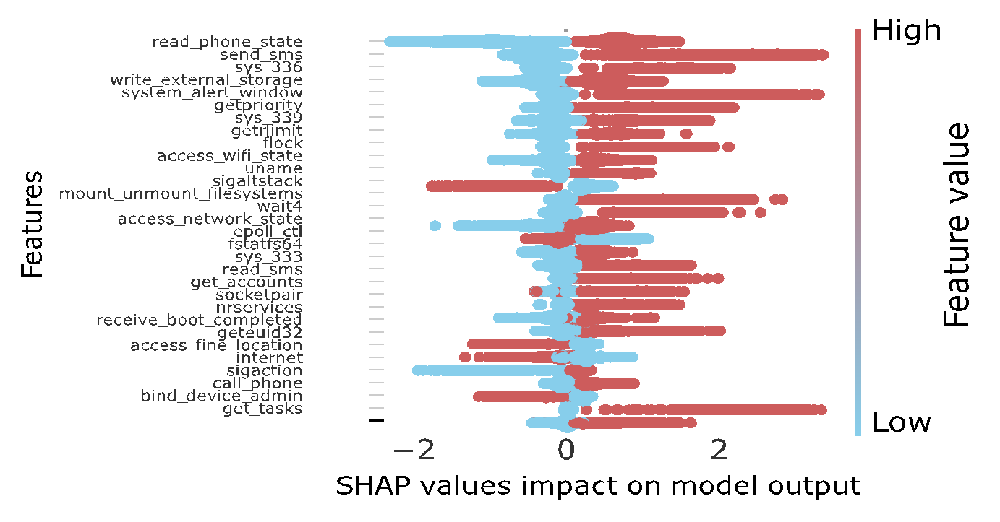 High
read_phone_state
send_sms
sys_336
write_external_storage
system_alert_window
getpriority
sys_339
getrlimit
flock
access_wifi_state
uname
sigaltstack
mount_unmount_filesystems
wait4
access_network_state
epoll_ctl
fstatfs64
sys_333
read_sms
get_accounts
socketpair
nrservices
receive_boot_completed
geteuid32
access_fine_location
internet
sigaction
call_phone
bind_device_admin
get_tasks
Features
Feature value
Low
−2 0 2
SHAP values impact on model output